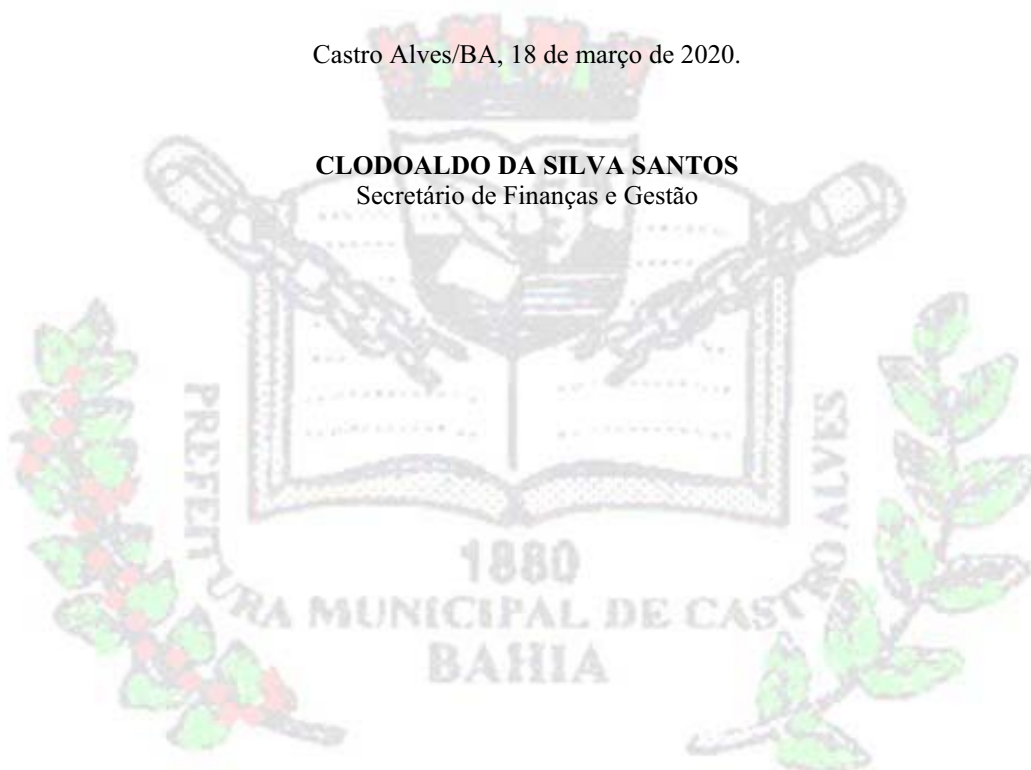 Castro Alves/BA, 18 de março de 2020.
CLODOALDO DA SILVA SANTOS
Secretário de Finanças e Gestão
1880
PREFEITURA MUNICIPAL DE CASTRO ALVES
BAHIA